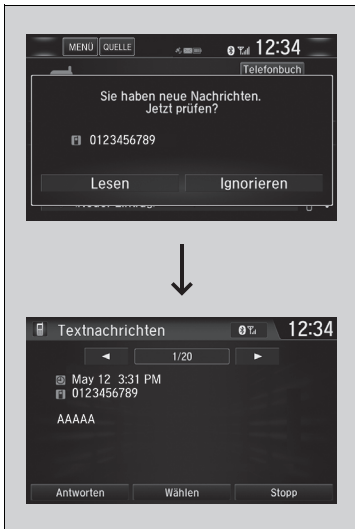 MENÜ QUELLE 12:34
Telefonbuch
Sie haben neue Nachrichten.
Jetzt prüfen?
0123456789
Lesen Ignorieren
Textnachrichten 12:34
1/20
May 12 3:31 PM
0123456789
AAAAA
Antworten Wählen Stopp